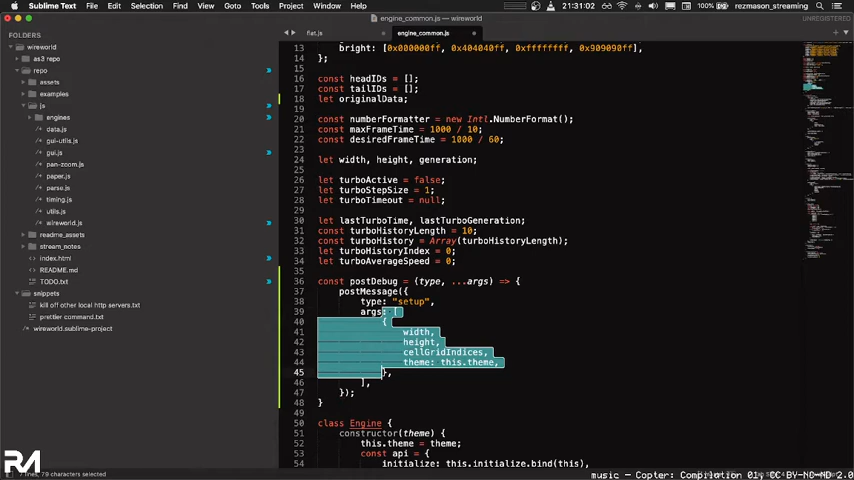 Sublime Text File Edit Selection Find View Goto Tools Project Window Help
100% 21:31:02 rezmason_streaming
engine_common.js — wireworld
UNREGISTERED
FOLDERS
wireworld
as3 repo
repo
assets
examples
js
engines
data.js
gui-utils.js
gui.js
pan-zoom.js
paper.js
parse.js
timing.js
utils.js
wireworld.js
readme_assets
stream_notes
index.html
README.md
TODO.txt
snippets
kill off other local http servers.txt
prettier command.txt
wireworld.sublime-project
flat.js
engine_common.js
13 bright: [0x000000ff, 0x404040ff, 0xffffffff, 0x909090ff],
14 };
15
16 const headIDs = [];
17 const tailIDs = [];
18 let originalData;
19
20 const numberFormatter = new Intl.NumberFormat();
21 const maxFrameTime = 1000 / 10;
22 const desiredFrameTime = 1000 / 60;
23
24 let width, height, generation;
25
26 let turboActive = false;
27 let turboStepSize = 1;
28 let turboTimeout = null;
29
30 let lastTurboTime, lastTurboGeneration;
31 const turboHistoryLength = 10;
32 const turboHistory = Array(turboHistoryLength);
33 let turboHistoryIndex = 0;
34 let turboAverageSpeed = 0;
35
36 const postDebug = (type, ...args) => {
37 postMessage({
38 type: "setup",
39 args: [
40 {
41 width,
42 height,
43 cellGridIndices,
44 theme: this.theme,
45 },
46 ],
47 });
48 }
49
50 class Engine {
51 constructor(theme) {
52 this.theme = theme;
53 const api = {
54 initialize: this.initialize.bind(this),
RM
7 lines, 79 characters selected
music - Copter: Compilation 01, CC BY-NC-ND 2.0